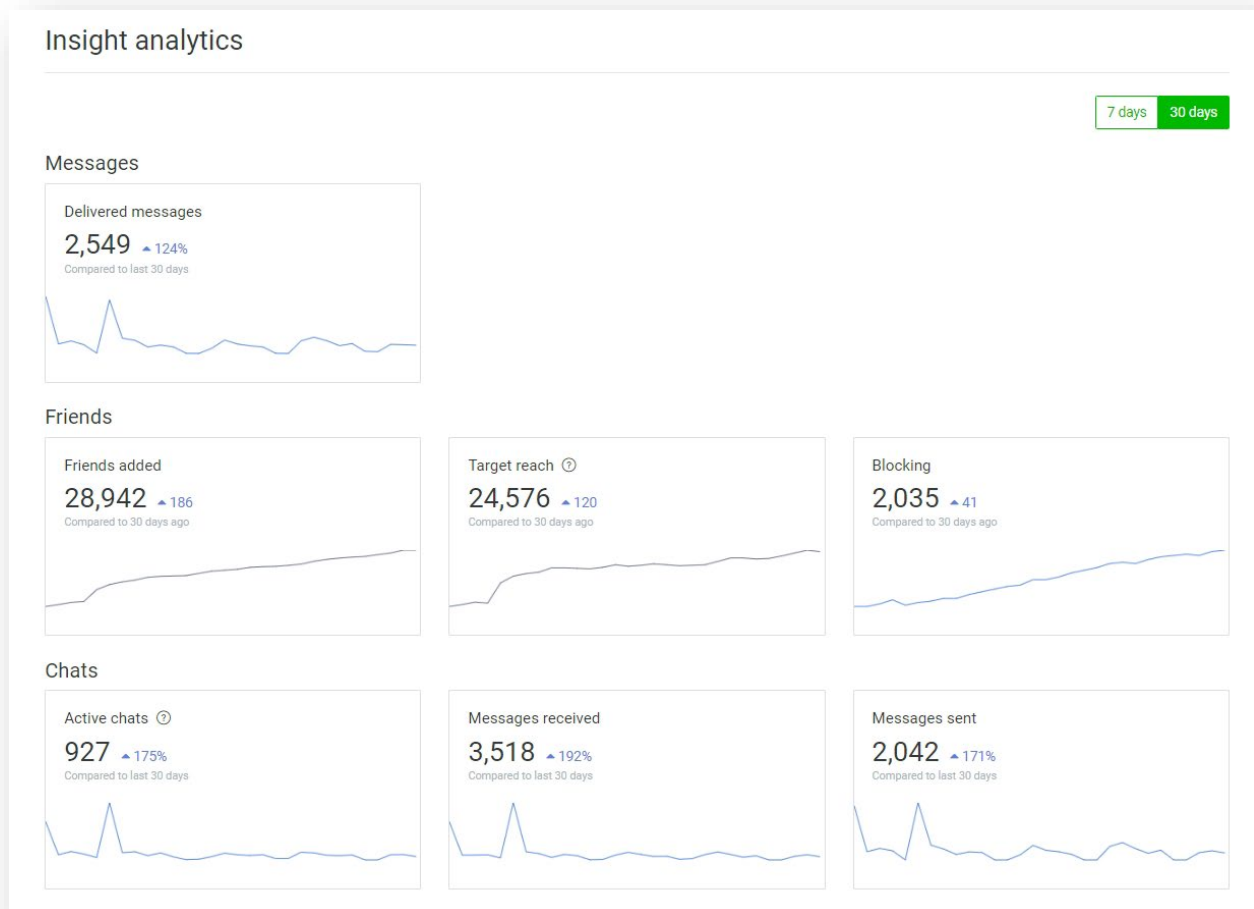 Insight analytics
7 days 30 days
Messages
Delivered messages
2,549 124%
Compared to last 30 days
Friends
Friends added
28,942 186
Compared to 30 days ago
Target reach ?
24,576 120
Compared to 30 days ago
Blocking
2,035 41
Compared to 30 days ago
Chats
Active chats ?
927 175%
Compared to last 30 days
Messages received
3,518 192%
Compared to last 30 days
Messages sent
2,042 171%
Compared to last 30 days